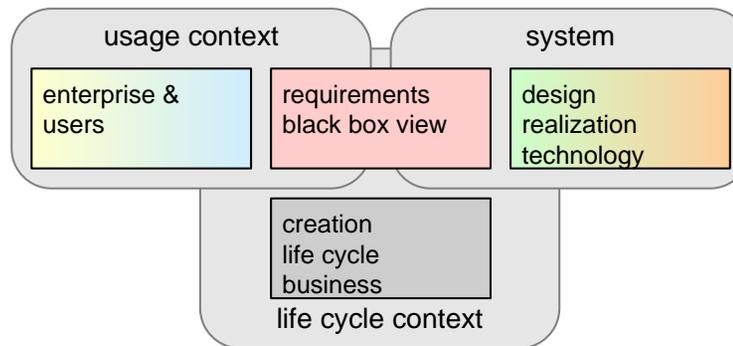 usage context
system
enterprise &
users
requirements
black box view
design
realization
technology
creation
life cycle
business
life cycle context